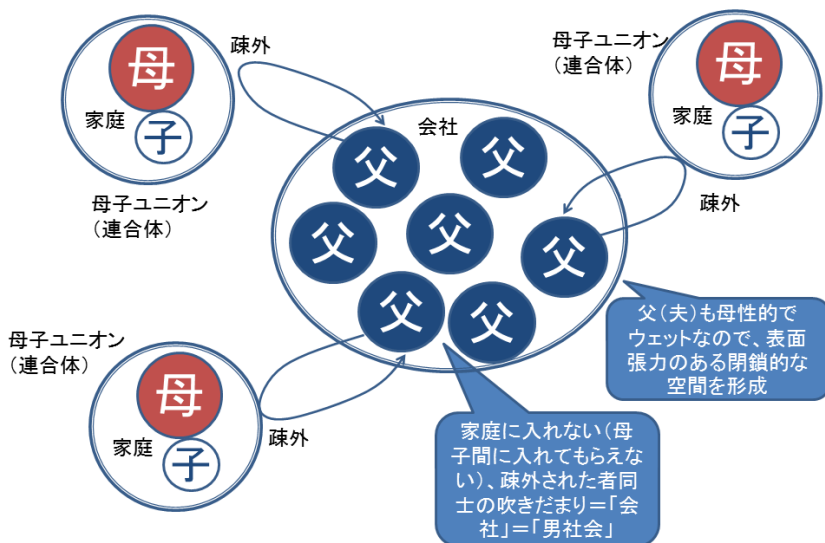 疎外
母子ユニオン
（連合体）
母
母
家庭
子
家庭
子
会社
父
父
疎外
母子ユニオン
（連合体）
父
父
父
父
父
父（夫）も母性的で
ウェットなので、表面
張力のある閉鎖的な
空間を形成
母子ユニオン
（連合体）
母
家庭
子
疎外
家庭に入れない（母
子間に入れてもらえな
い）、疎外された者同
士の吹きだまり＝「会
社」＝「男社会」